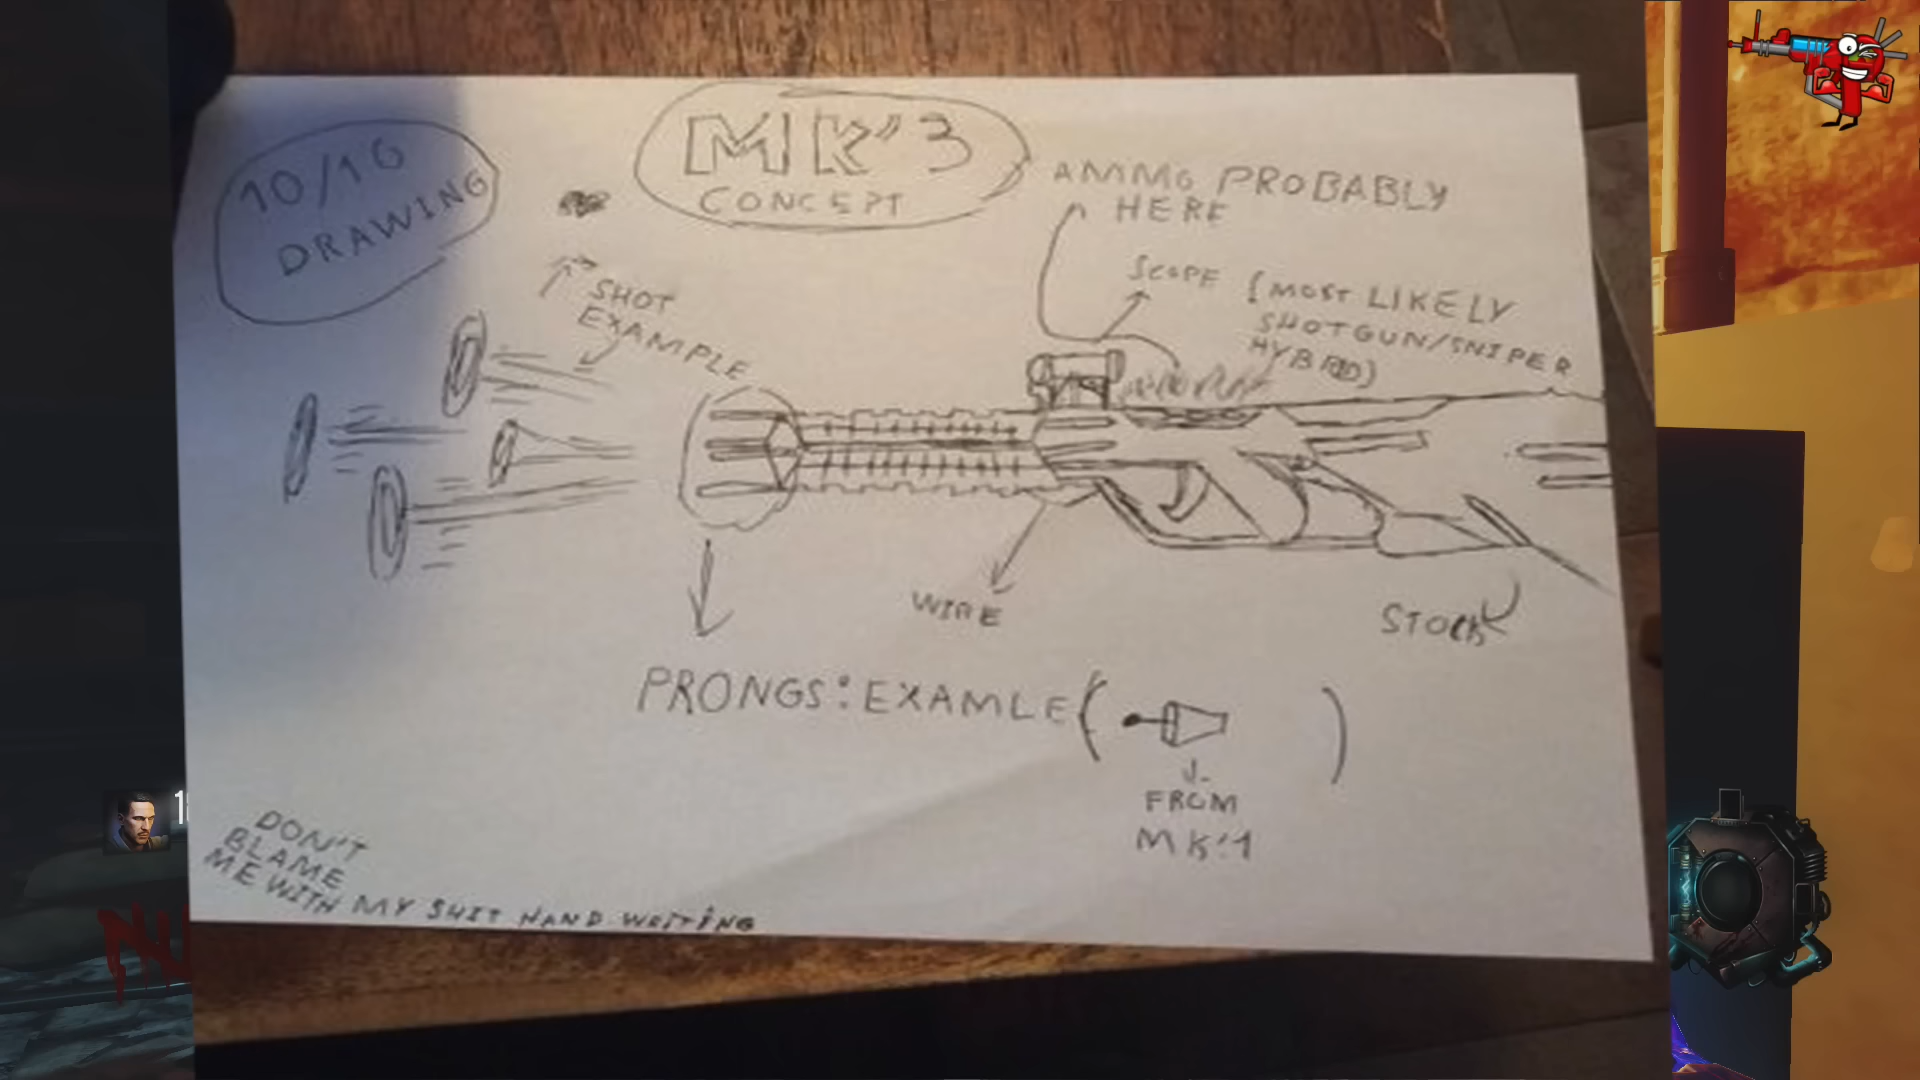 10/16
DRAWING
MK'3
CONCEPT
AMMO PROBABLY
HERE
SCOPE (MOST LIKELY
SHOTGUN/SNIPER
HYBRID)
SHOT
EXAMPLE
WIRE
STOCK
PRONGS: EXAMLE ( )
FROM
MK'1
DON'T
BLAME
ME WITH MY SHIT HAND WRITING